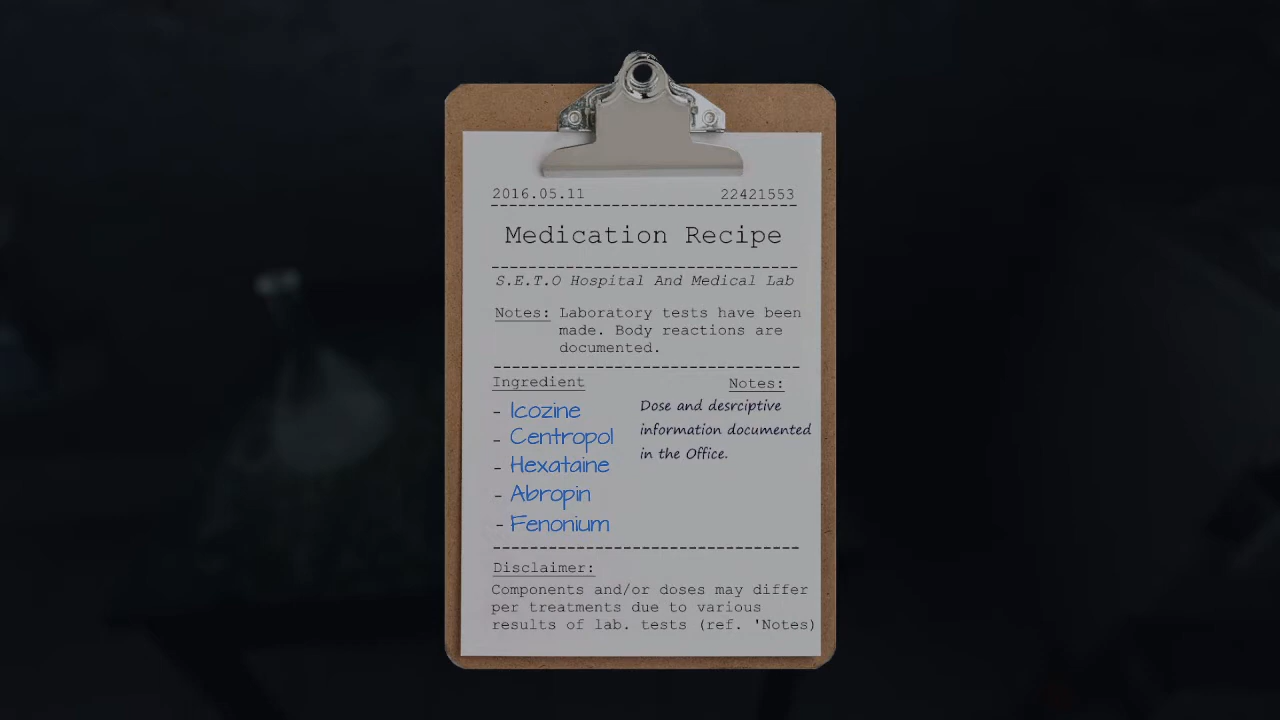 2016.05.11 22421553
Medication Recipe
S.E.T.O Hospital And Medical Lab
Notes: Laboratory tests have been
made. Body reactions are
documented.
Ingredient Notes:
- Icozine
- Centropol
- Hexataine
- Abropin
- Fenonium
Dose and desrciptive
information documented
in the Office.
Disclaimer:
Components and/or doses may differ
per treatments due to various
results of lab. tests (ref. 'Notes)